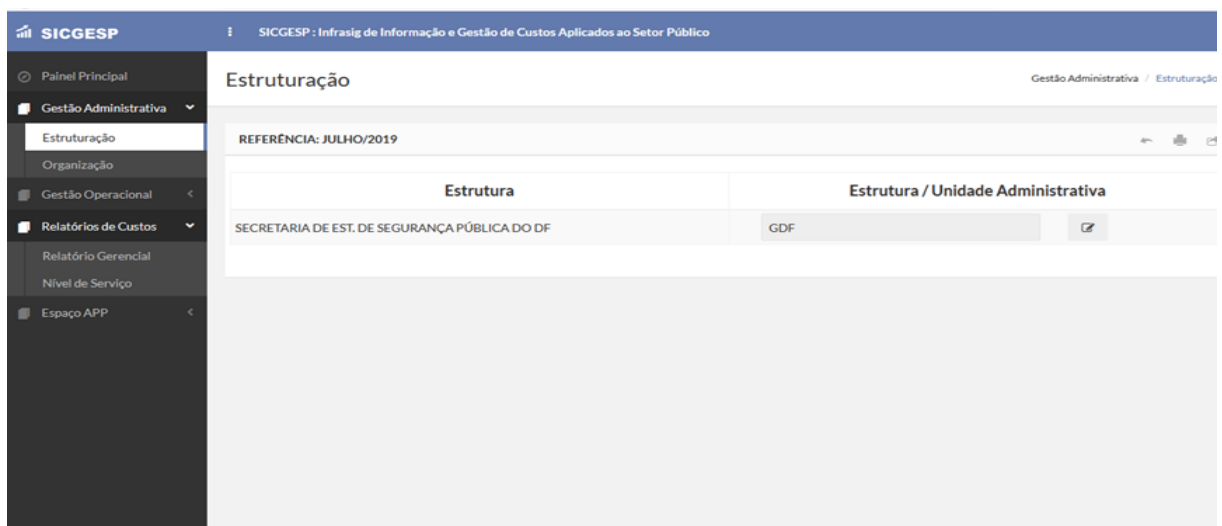 SICGESP
SICGESP : Infrasig de Informação e Gestão de Custos Aplicados ao Setor Público
Painel Principal
Gestão Administrativa
Estruturação
Organização
Gestão Operacional
Relatórios de Custos
Relatório Gerencial
Nível de Serviço
Espaço APP
Estruturação
Gestão Administrativa / Estruturação
REFERÊNCIA: JULHO/2019
Estrutura
Estrutura / Unidade Administrativa
SECRETARIA DE EST. DE SEGURANÇA PÚBLICA DO DF
GDF